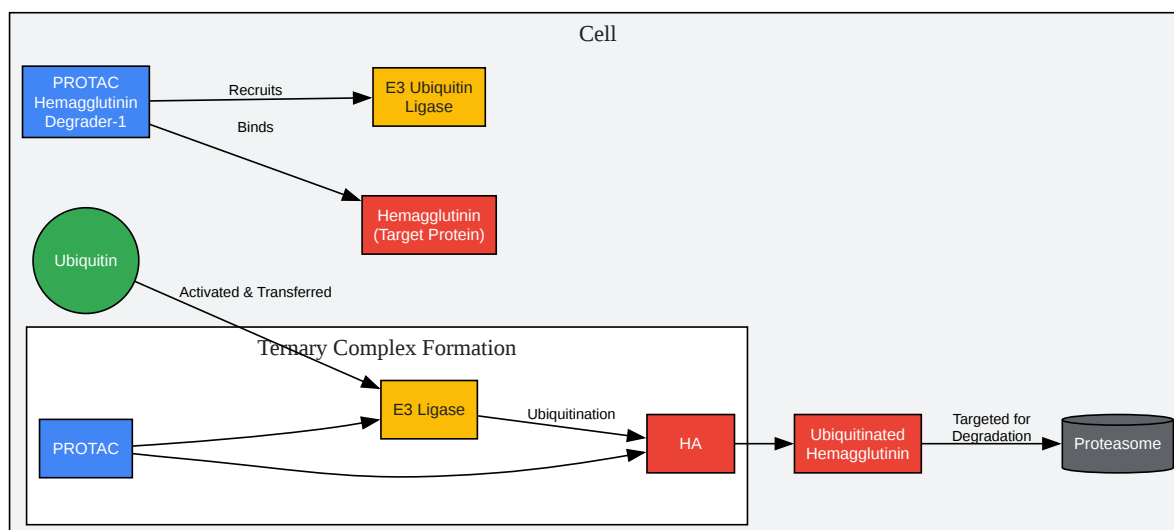 Cell
PROTAC
Hemagglutinin
Degrader-1
Recruits
E3 Ubiquitin
Ligase
Binds
Hemagglutinin
(Target Protein)
Ubiquitin
Activated & Transferred
Ternary Complex Formation
E3 Ligase
Ubiquitination
PROTAC
HA
Ubiquitinated
Hemagglutinin
Targeted for
Degradation
Proteasome